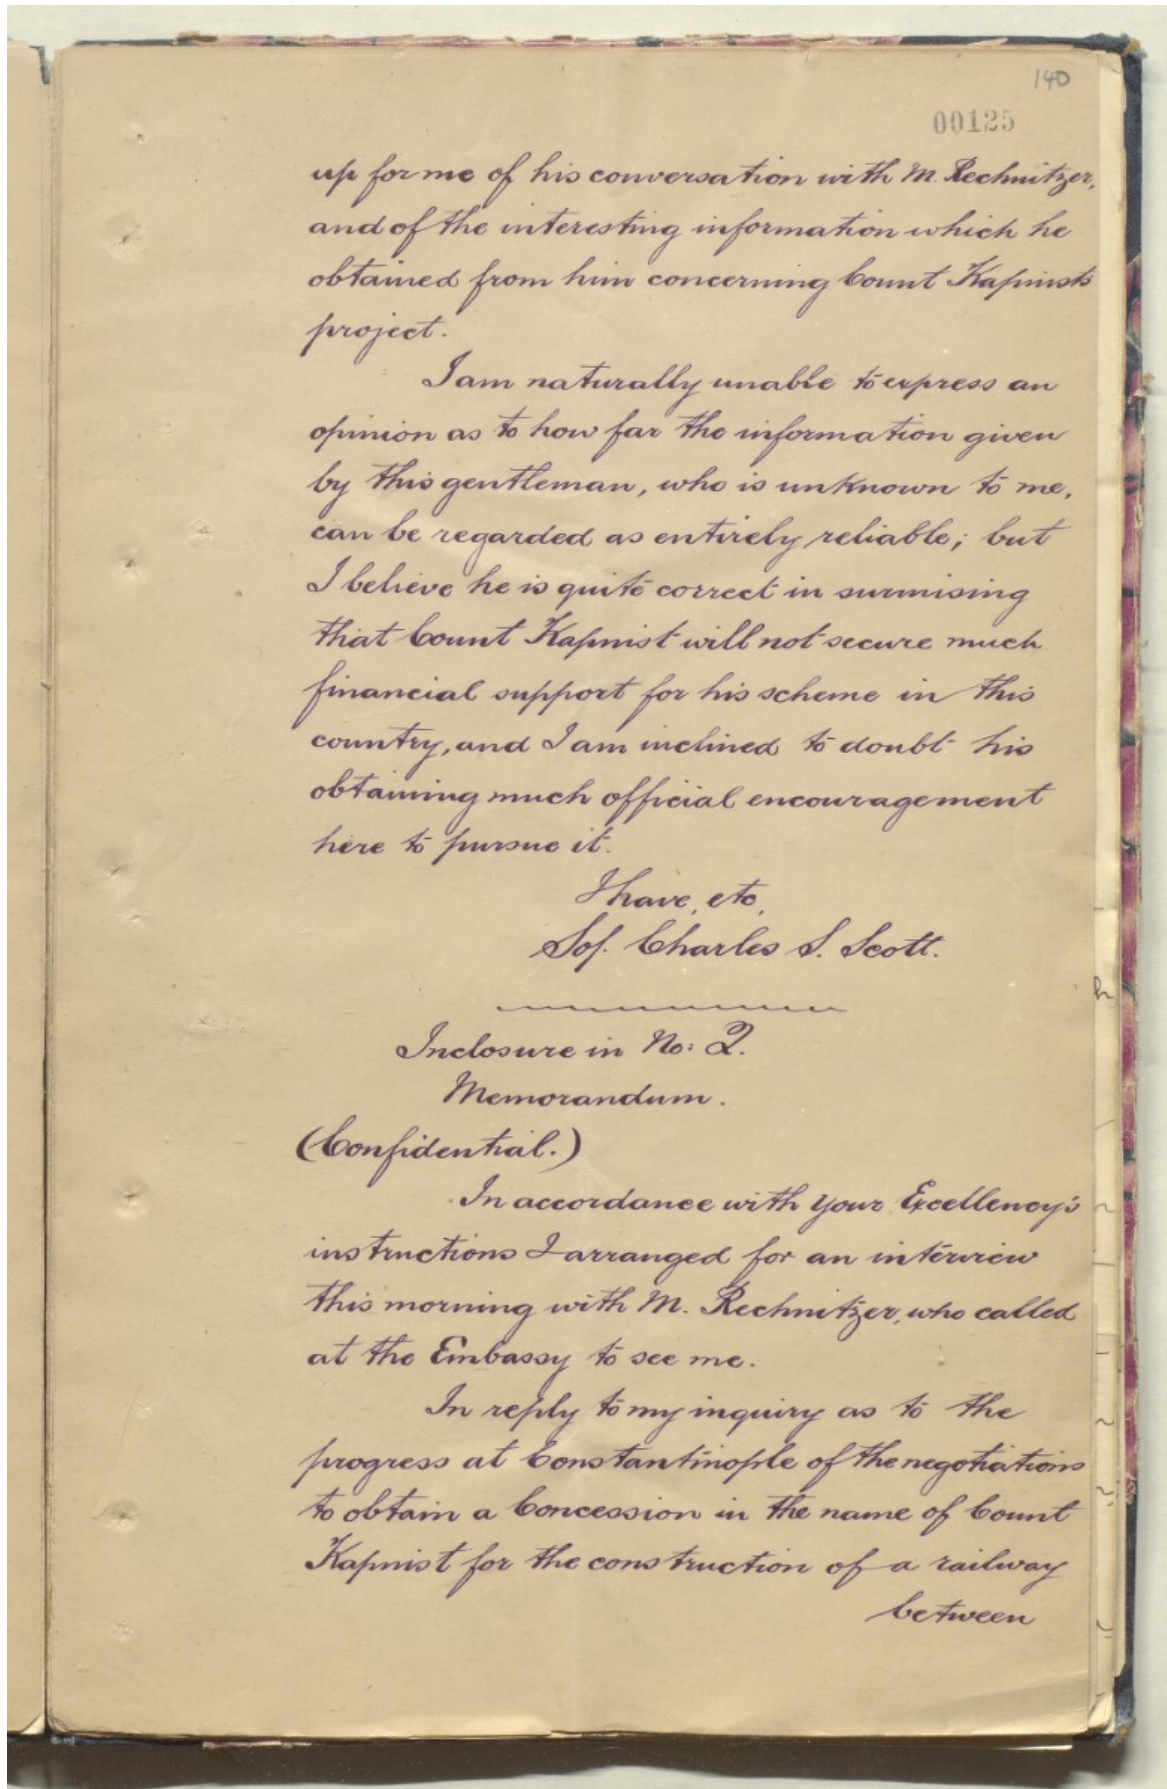 140
00125
up for me of his conversation with M. Rechnitzer,
and of the interesting information which he
obtained from him concerning Count Kapnist's
project.
I am naturally unable to express an
opinion as to how far the information given
by this gentleman, who is unknown to me,
can be regarded as entirely reliable; but
I believe he is quite correct in surmising
that Count Kapnist will not secure much
financial support for his scheme in this
country, and I am inclined to doubt his
obtaining much official encouragement
here to pursue it.
I have, etc,
Charles S. Scott.
Inclosure in No: 2.
Memorandum.
(Confidential.)
In accordance with your Excellency's
instructions I arranged for an interview
this morning with M. Rechnitzer, who called
at the Embassy to see me.
In reply to my inquiry as to the
progress at Constantinople of the negotiations
to obtain a Concession in the name of Count
Kapnist for the construction of a railway
between